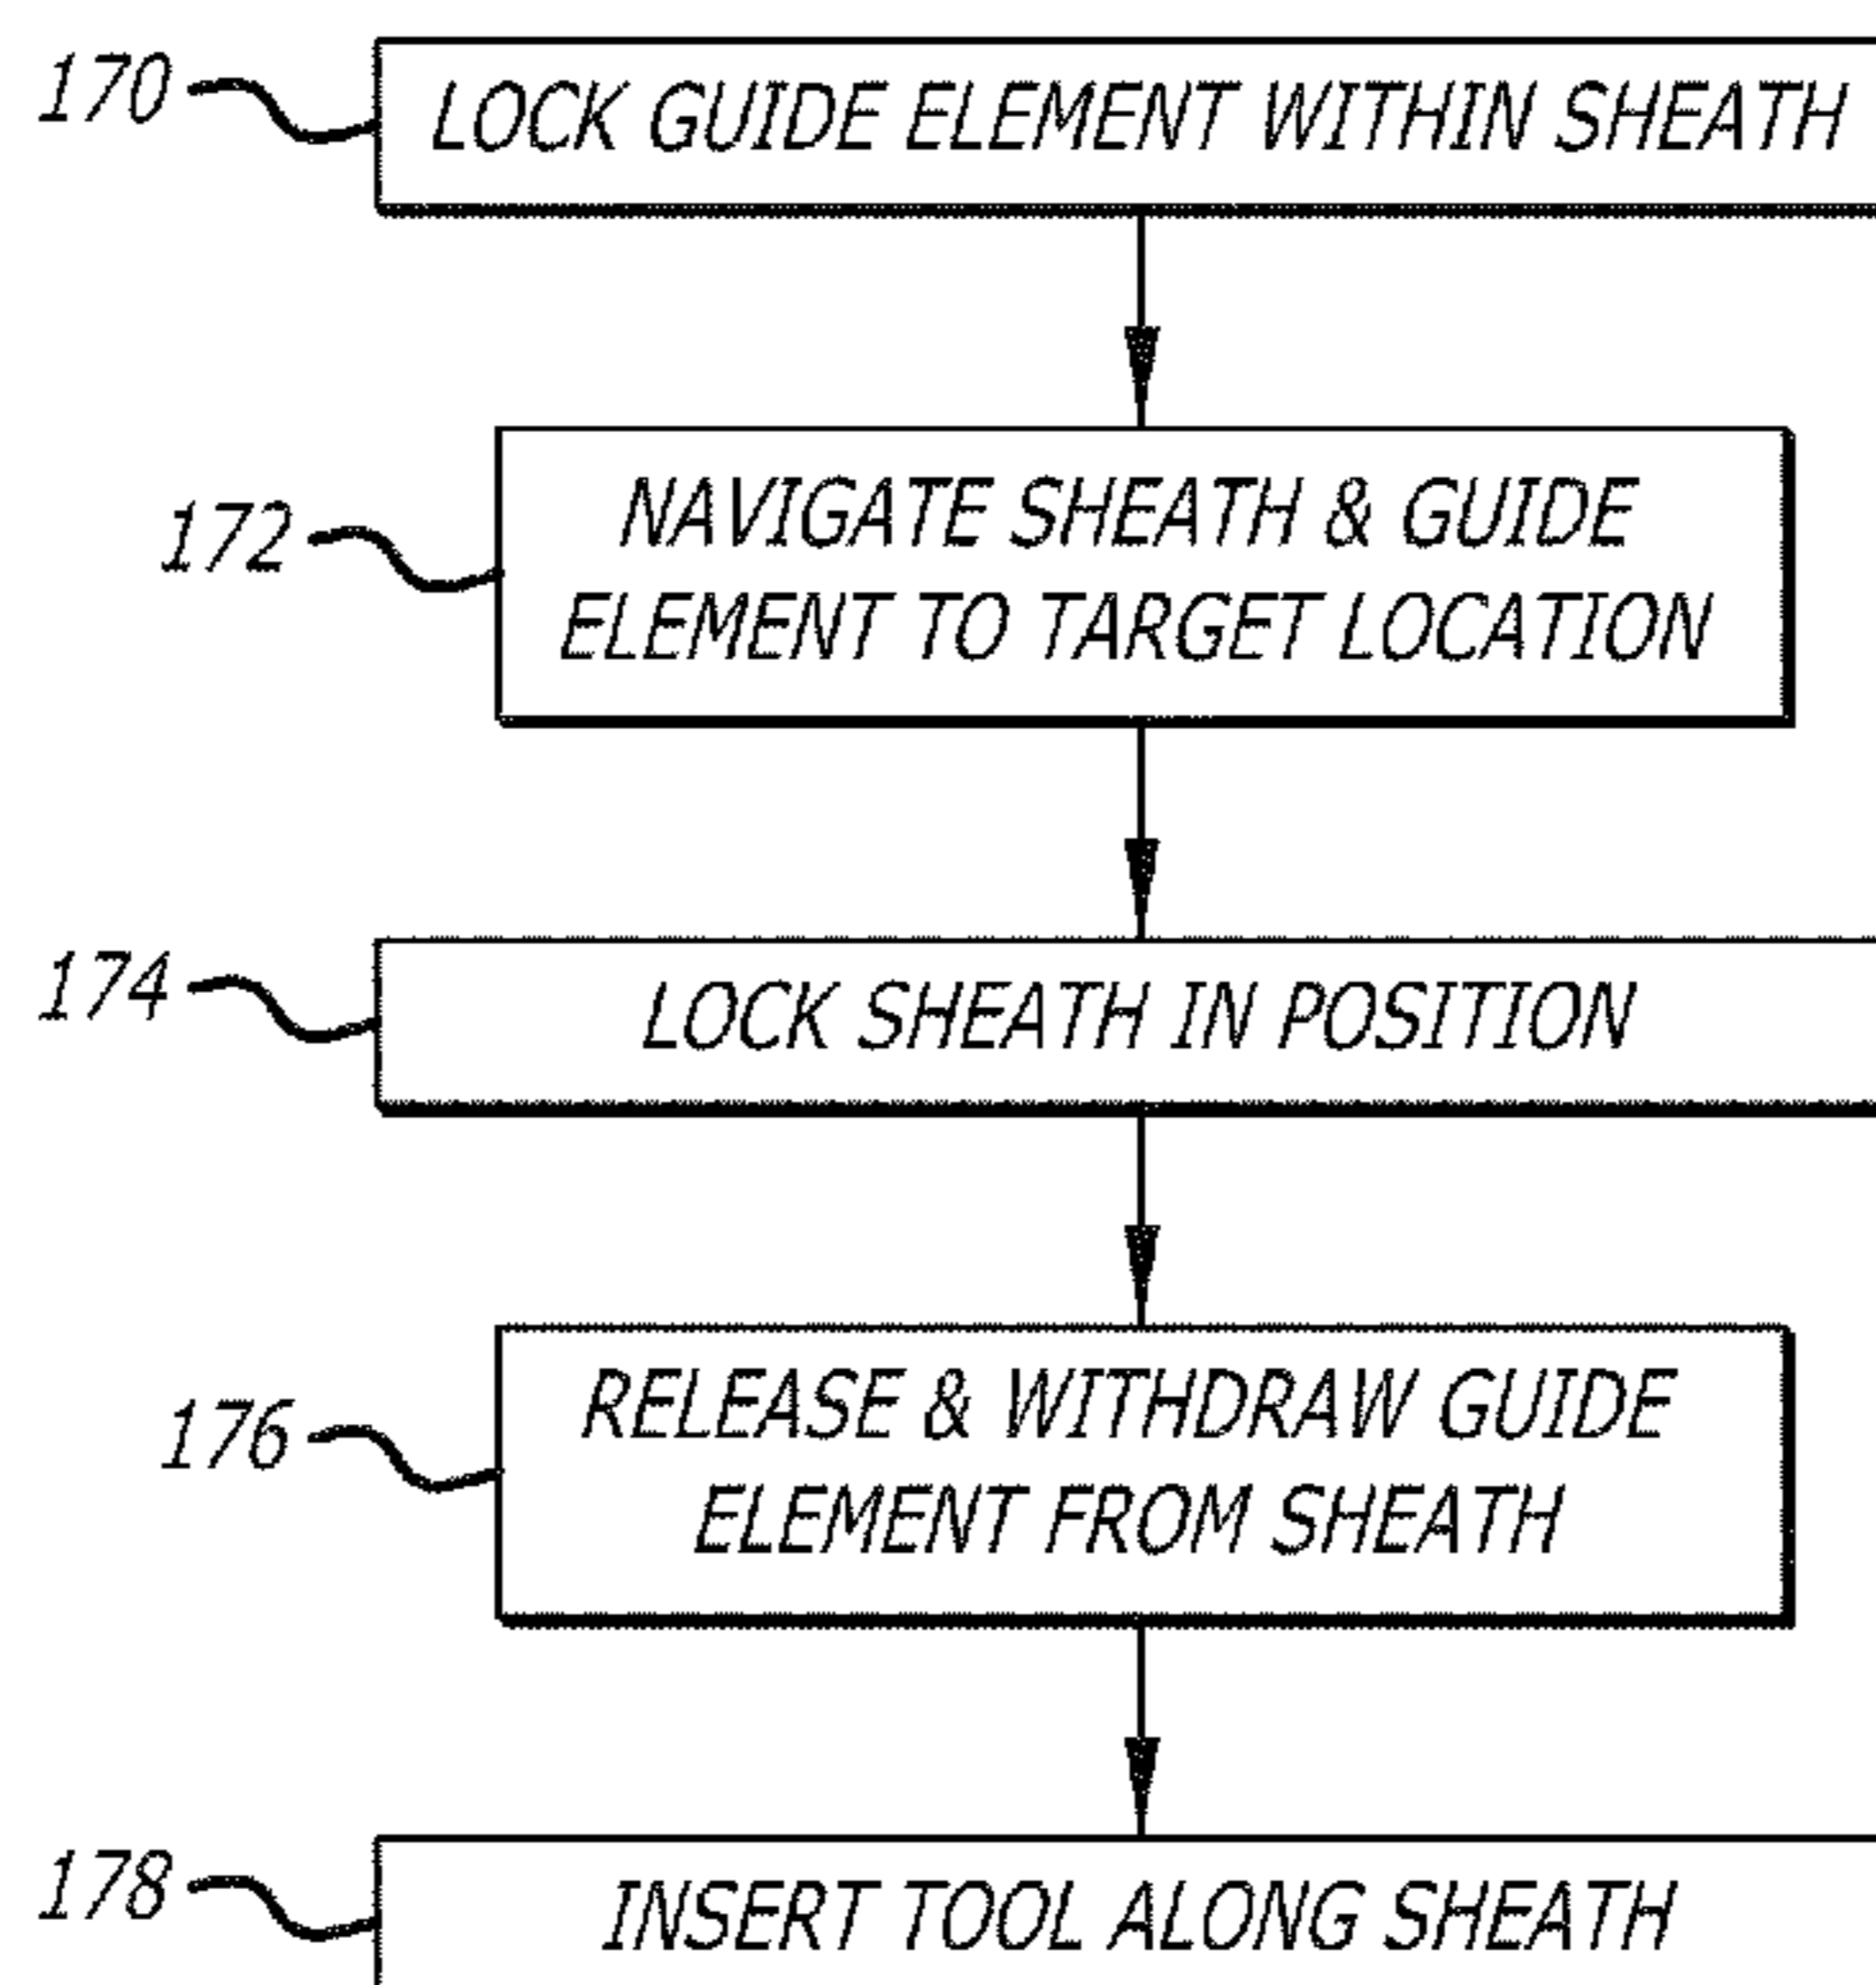 170
LOCK GUIDE ELEMENT WITHIN SHEATH
172
NAVIGATE SHEATH & GUIDE
ELEMENT TO TARGET LOCATION
174
LOCK SHEATH IN POSITION
176
RELEASE & WITHDRAW GUIDE
ELEMENT FROM SHEATH
178
INSERT TOOL ALONG SHEATH